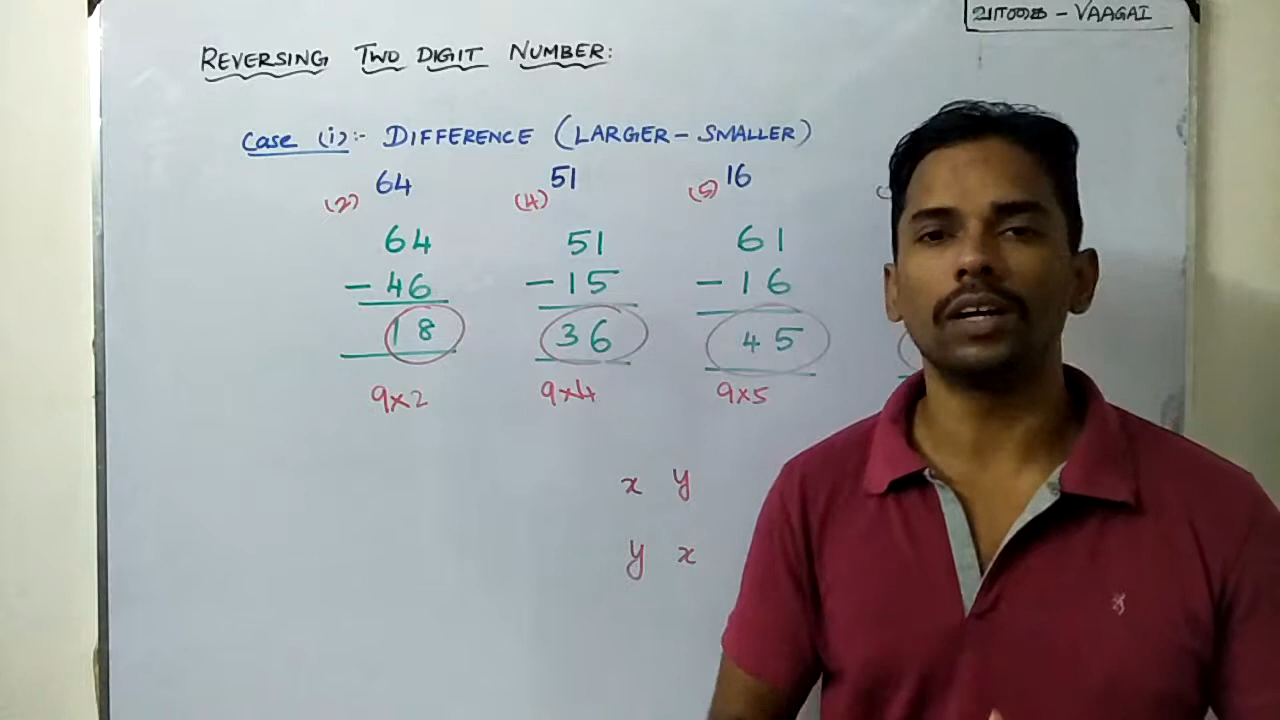 வாகை - VAAGAI
REVERSING TWO DIGIT NUMBER:
Case (i):- DIFFERENCE (LARGER - SMALLER)
64 51 16
(2) (4) (5)
64 51 61
- 46 - 15 - 16
18 36 45
9x2 9x4 9x5
x y
y x